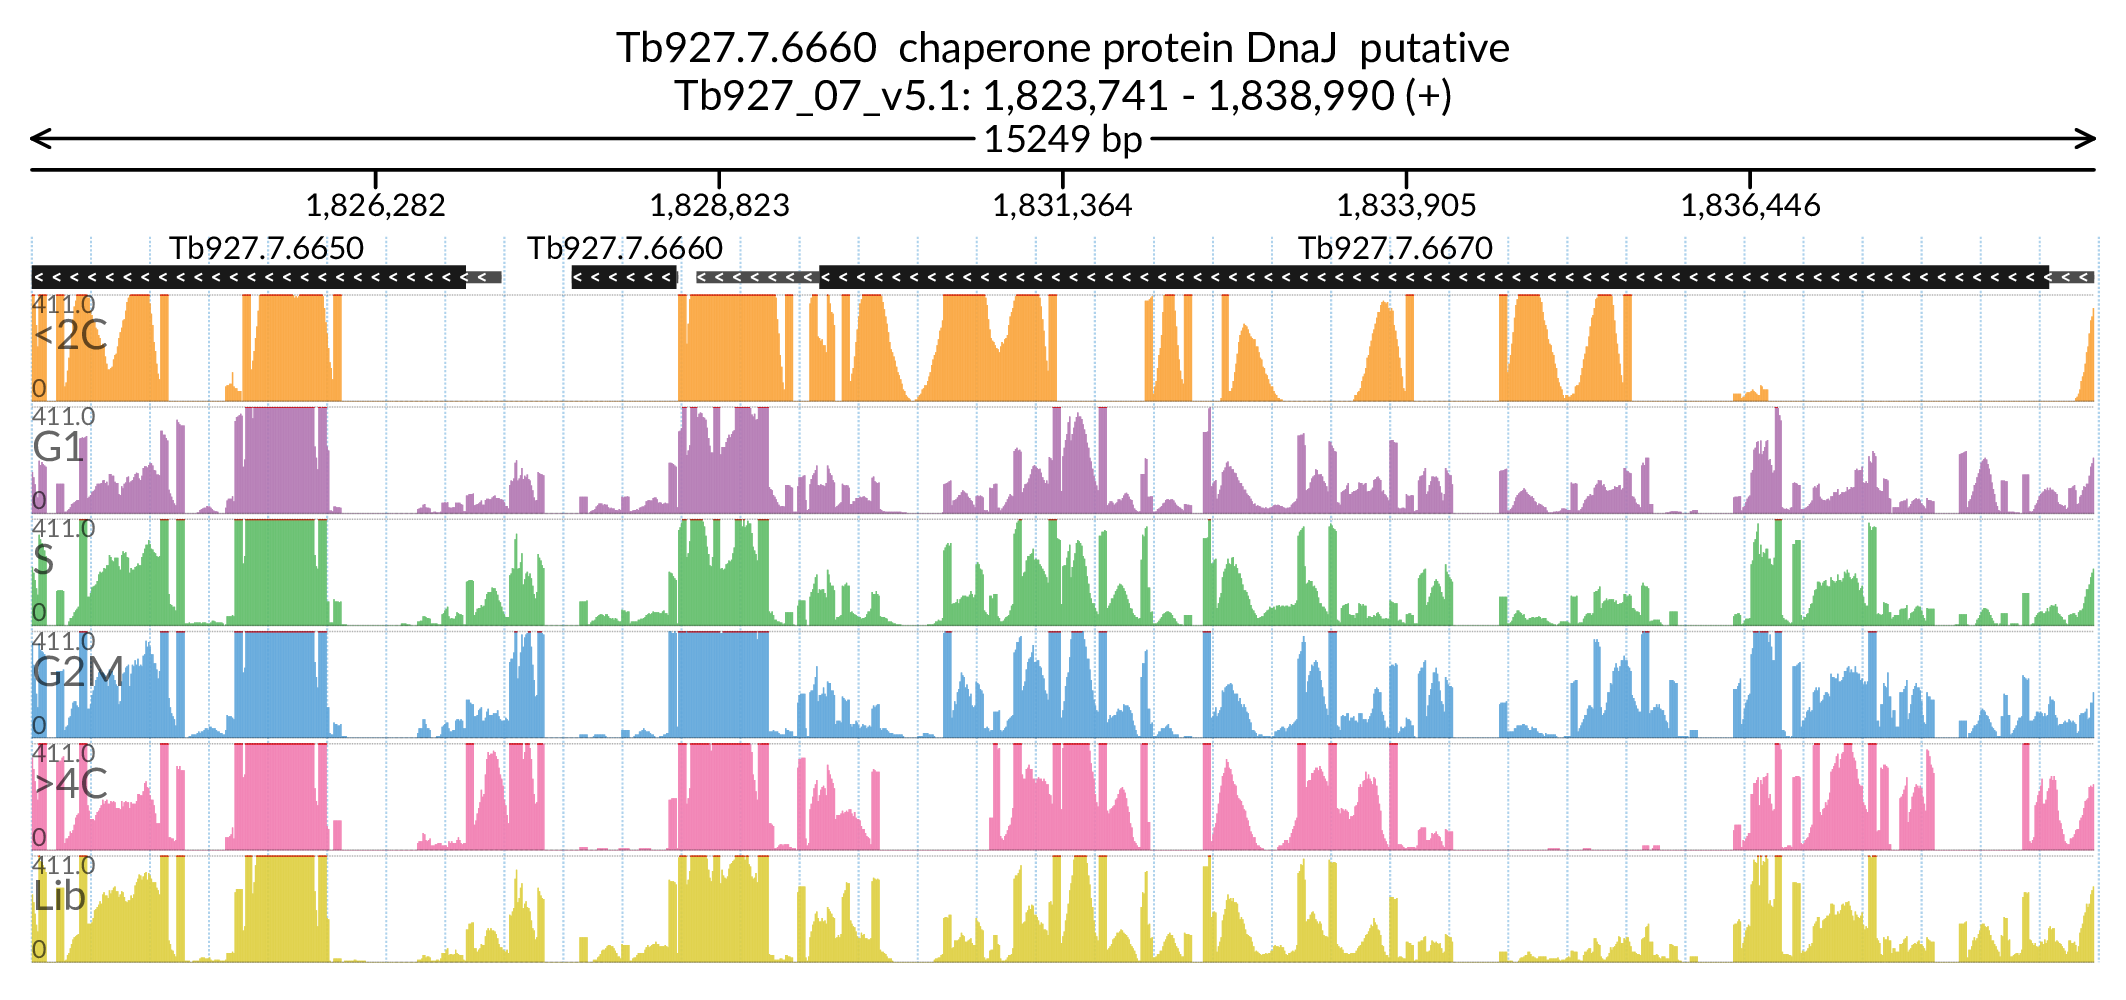 Tb927.7.6660 chaperone protein DnaJ putative
Tb927_07_v5.1: 1,823,741 - 1,838,990 (+)
15249 bp
1,826,282 1,828,823 1,831,364 1,833,905 1,836,446
Tb927.7.6650 Tb927.7.6660 Tb927.7.6670
411.0
<2C
0
411.0
G1
0
411.0
S
0
411.0
G2M
0
411.0
>4C
0
411.0
Lib
0